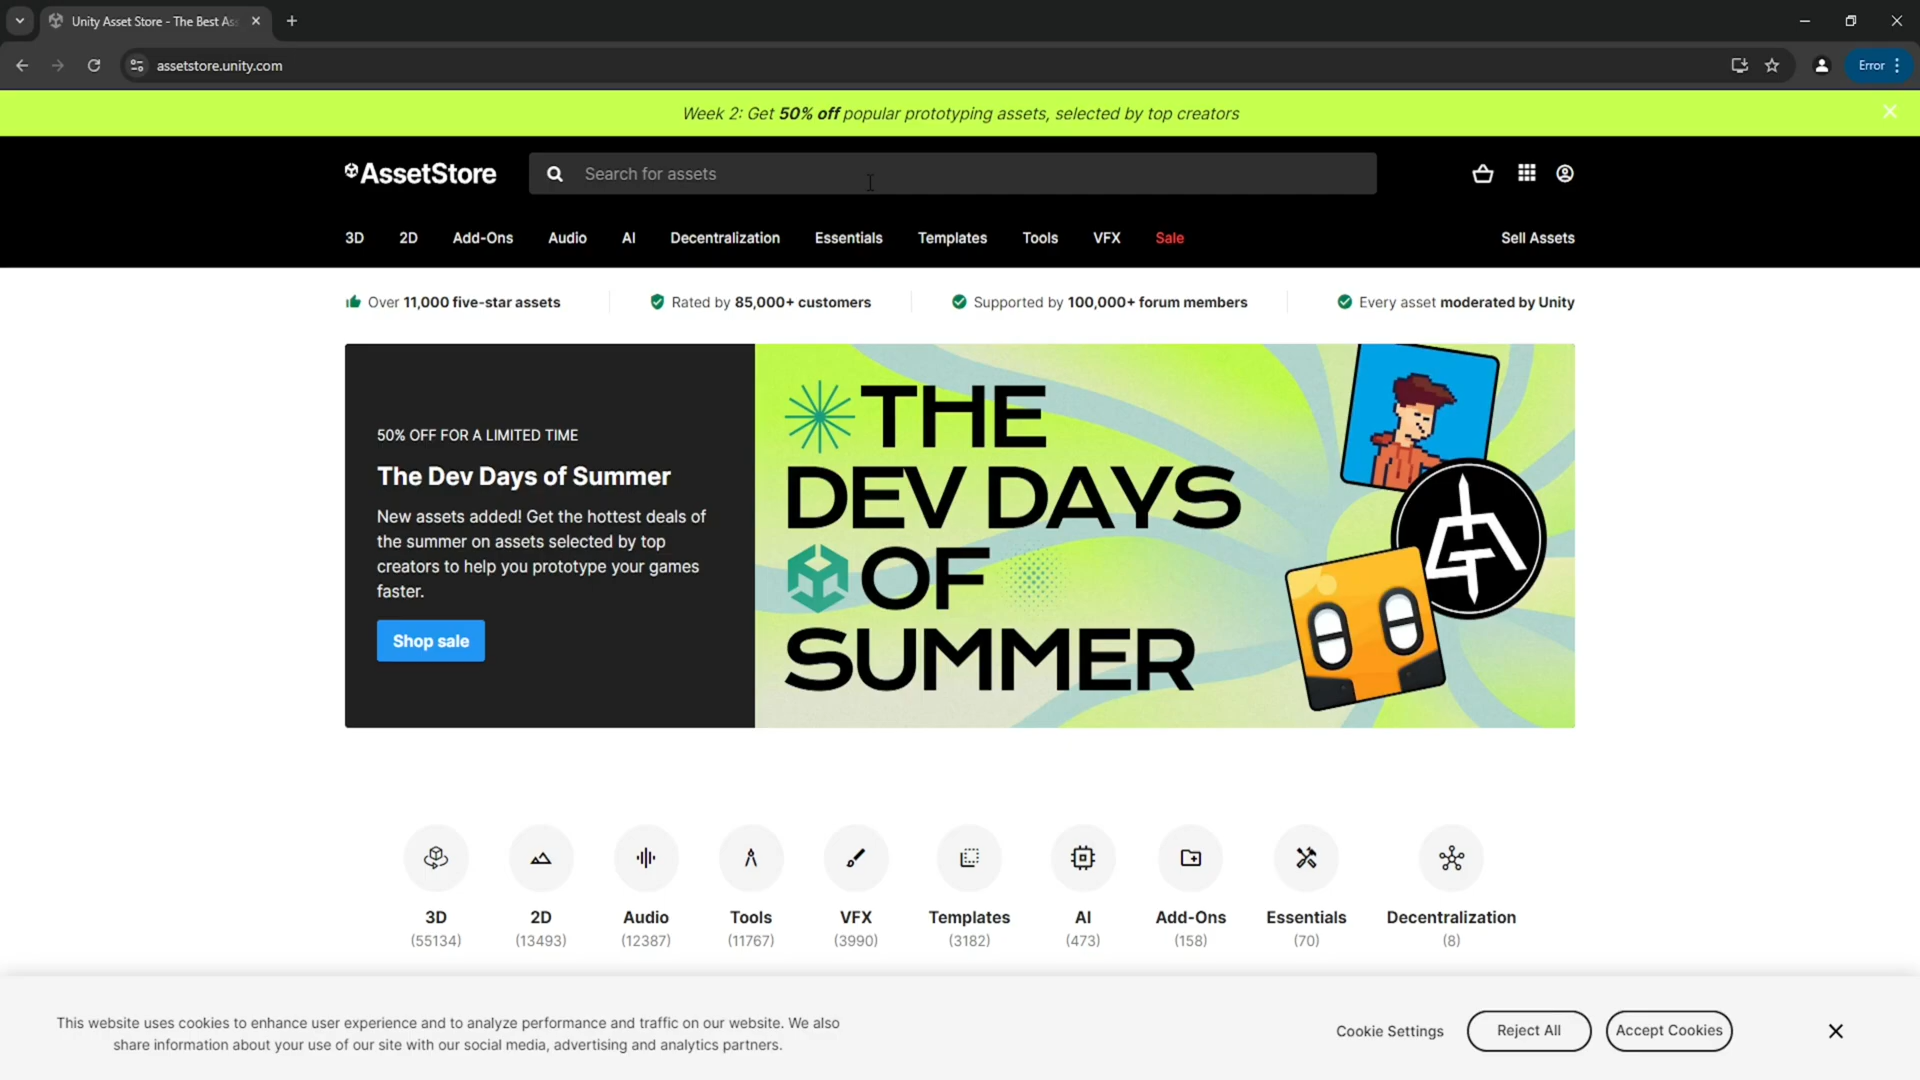 Unity Asset Store - The Best As
assetstore.unity.com
Error
Week 2: Get 50% off popular prototyping assets, selected by top creators
AssetStore
Search for assets
3D 2D Add-Ons Audio AI Decentralization Essentials Templates Tools VFX Sale Sell Assets
Over 11,000 five-star assets
Rated by 85,000+ customers
Supported by 100,000+ forum members
Every asset moderated by Unity
50% OFF FOR A LIMITED TIME
The Dev Days of Summer
New assets added! Get the hottest deals of
the summer on assets selected by top
creators to help you prototype your games
faster.
Shop sale
THE
DEV DAYS
OF
SUMMER
3D 2D Audio Tools VFX Templates AI Add-Ons Essentials Decentralization
(55134) (13493) (12387) (11767) (3990) (3182) (473) (158) (70) (8)
This website uses cookies to enhance user experience and to analyze performance and traffic on our website. We also
share information about your use of our site with our social media, advertising and analytics partners.
Cookie Settings
Reject All
Accept Cookies